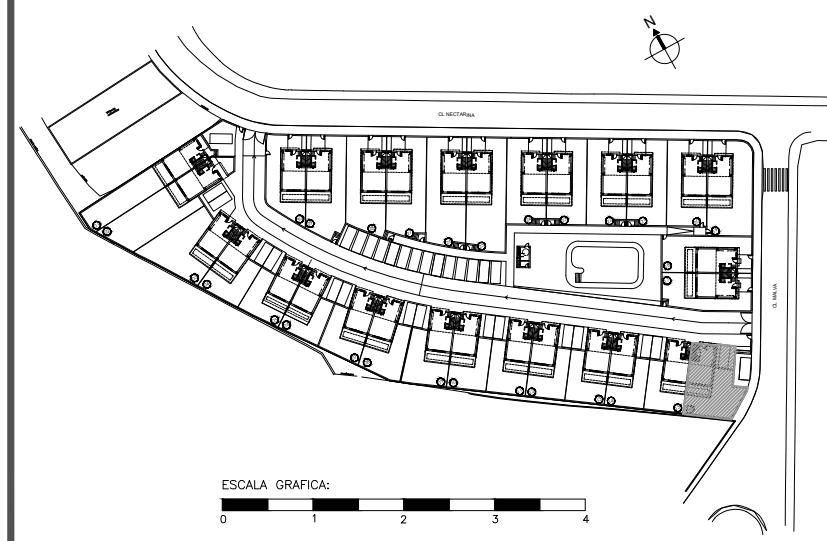 N
CL NECTARINA
CL MALVA
ESCALA GRAFICA:
0 1 2 3 4